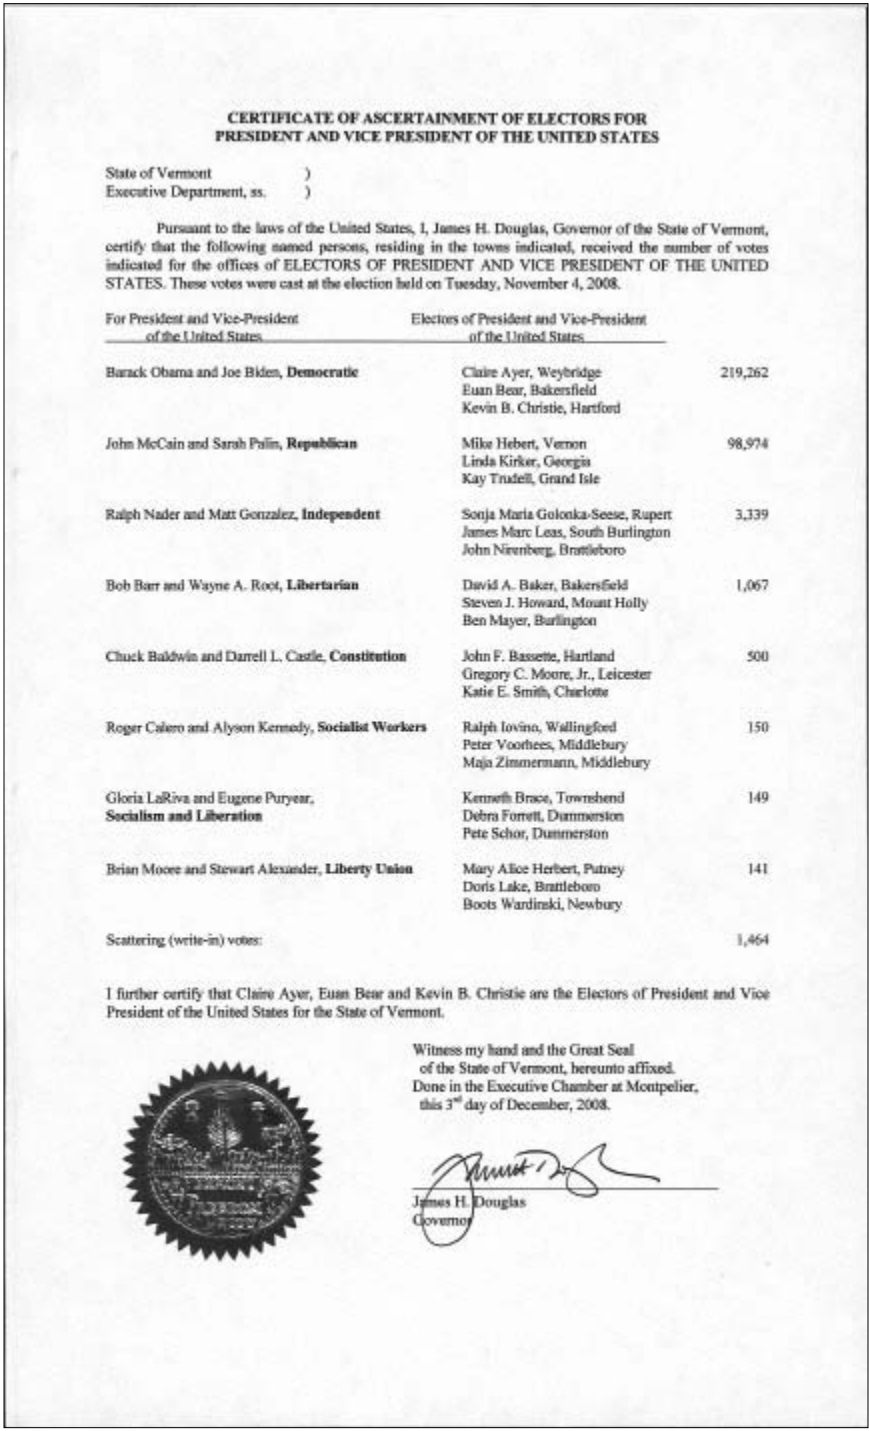 CERTIFICATE OF ASCERTAINMENT OF ELECTORS FOR
PRESIDENT AND VICE PRESIDENT OF THE UNITED STATES
State of Vermont )
Executive Department, ss. )
Pursuant to the laws of the United States, I, James H. Douglas, Governor of the State of Vermont,
certify that the following named persons, residing in the towns indicated, received the number of votes
indicated for the offices of ELECTORS OF PRESIDENT AND VICE PRESIDENT OF THE UNITED
STATES. These votes were cast at the election held on Tuesday, November 4, 2008.
For President and Vice-President Electors of President and Vice-President
of the United States of the United States
Barack Obama and Joe Biden, Democratic Claire Ayer, Weybridge 219,262
Euan Bear, Bakersfield
Kevin B. Christie, Hartford
John McCain and Sarah Palin, Republican Mike Hebert, Vernon 98,974
Linda Kirker, Georgia
Kay Trudell, Grand Isle
Ralph Nader and Matt Gonzalez, Independent Sonja Maria Golonka-Seese, Rupert 3,339
James Marc Leas, South Burlington
John Nirenberg, Brattleboro
Bob Barr and Wayne A. Root, Libertarian David A. Baker, Bakersfield 1,067
Steven J. Howard, Mount Holly
Ben Mayer, Burlington
Chuck Baldwin and Darrell L. Castle, Constitution John F. Bassette, Hartland 500
Gregory C. Moore, Jr., Leicester
Katie E. Smith, Charlotte
Roger Calero and Alyson Kennedy, Socialist Workers Ralph Iovino, Wallingford 150
Peter Voorhees, Middlebury
Maja Zimmermann, Middlebury
Gloria LaRiva and Eugene Puryear, Kenneth Brace, Townshend 149
Socialism and Liberation Debra Forrett, Dummerston
Pete Schor, Dummerston
Brian Moore and Stewart Alexander, Liberty Union Mary Alice Herbert, Putney 141
Doris Lake, Brattleboro
Boots Wardinski, Newbury
Scattering (write-in) votes: 1,464
I further certify that Claire Ayer, Euan Bear and Kevin B. Christie are the Electors of President and Vice
President of the United States for the State of Vermont.
Witness my hand and the Great Seal
of the State of Vermont, hereunto affixed.
Done in the Executive Chamber at Montpelier,
this 3rd day of December, 2008.
James H. Douglas
Governor